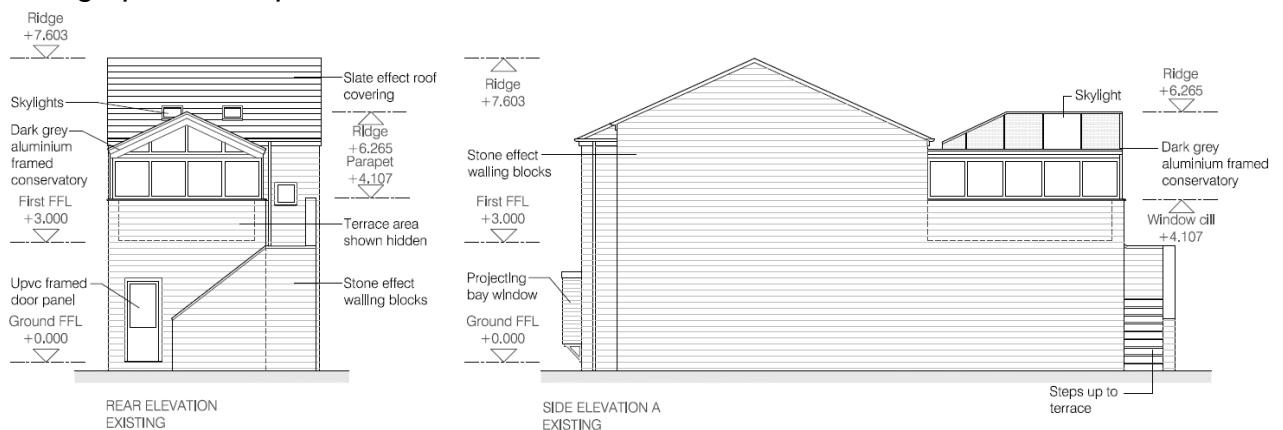 Ridge
+7.603
Skylights
Dark grey
aluminium
framed
conservatory
First FFL
+3.000
Upvc framed
door panel
Ground FFL
+0.000
Slate effect roof
covering
Ridge
+6.265
Parapet
+4.107
Terrace area
shown hidden
Stone effect
walling blocks
REAR ELEVATION
EXISTING
Ridge
+7.603
Stone effect
walling blocks
First FFL
+3.000
Projecting
bay window
Ground FFL
+0.000
Skylight
Ridge
+6.265
Dark grey
aluminium framed
conservatory
Window cill
+4.107
Steps up to
terrace
SIDE ELEVATION A
EXISTING